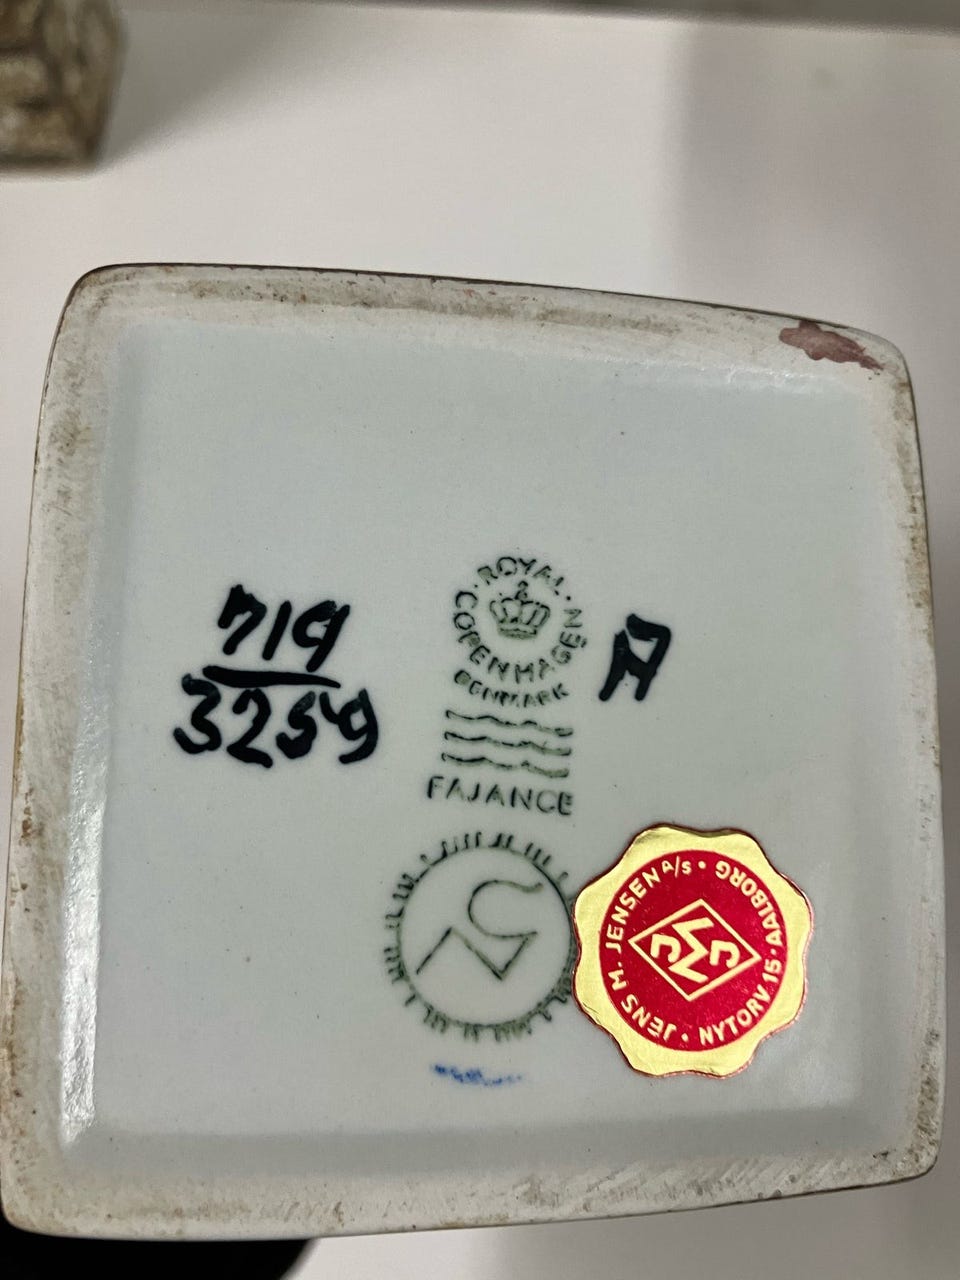 719
3259
ROYAL
COPENHAGEN
DENMARK
A
FAJANCE
JENS M. JENSEN A/S • AALBORG
NYTORV 15